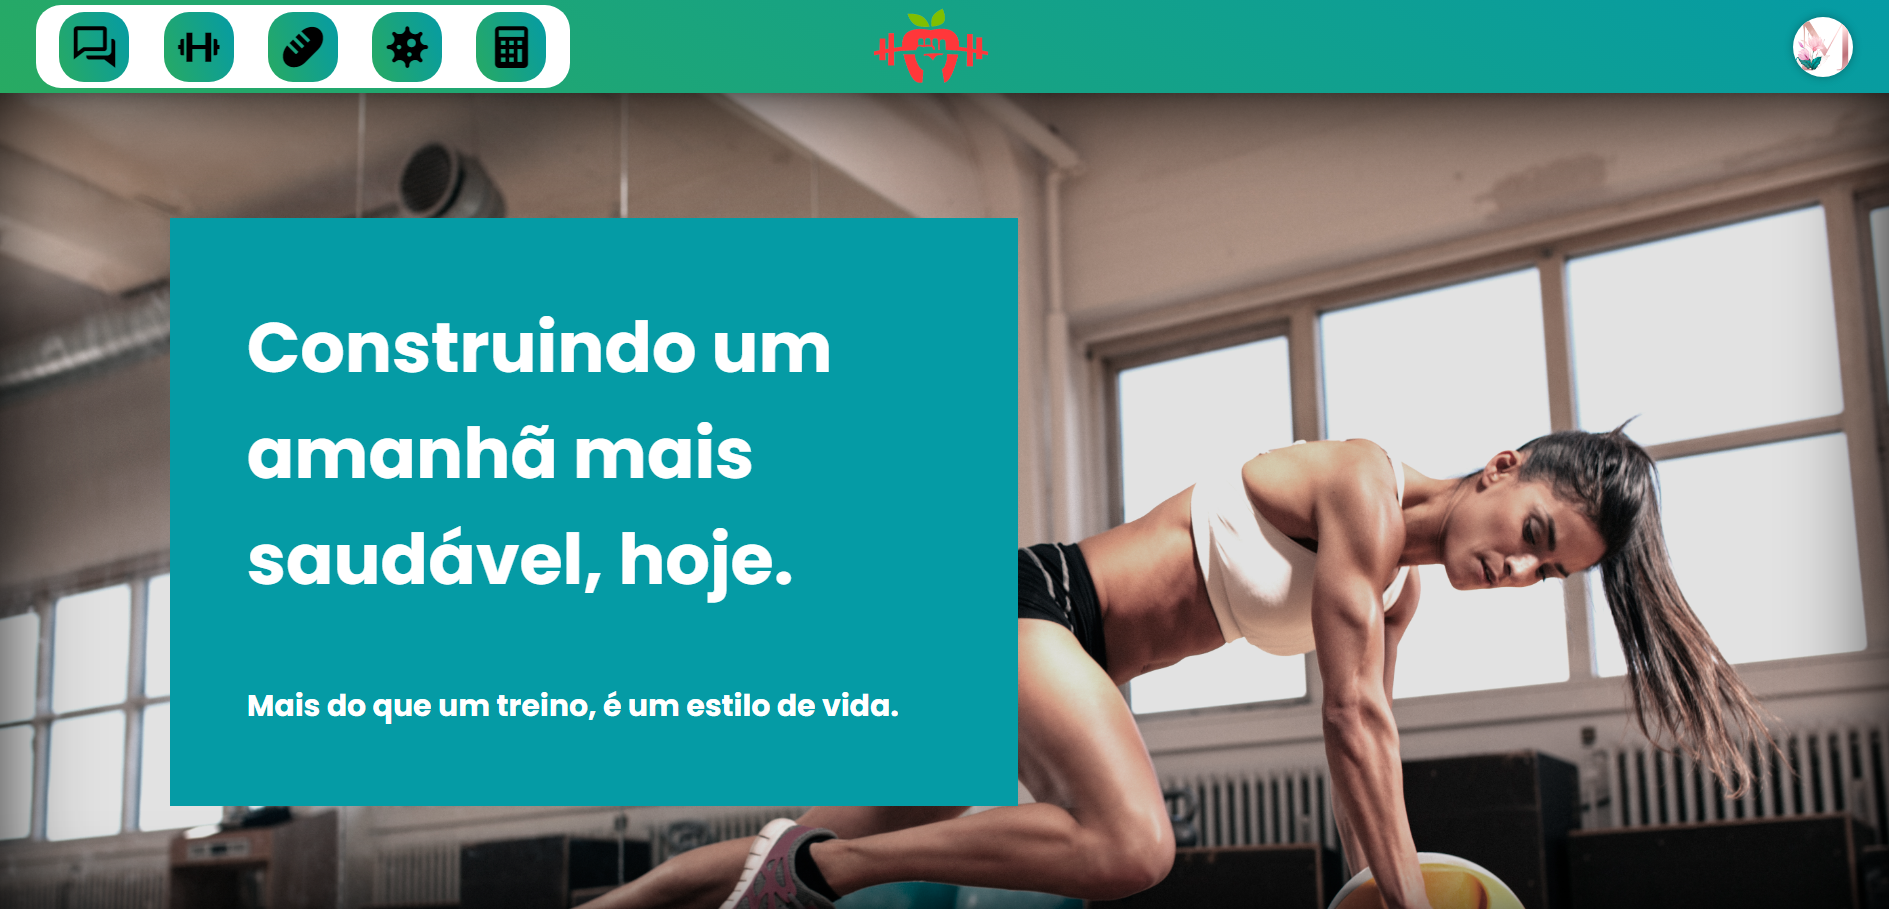 Construindo um
amanhã mais
saudável, hoje.
Mais do que um treino, é um estilo de vida.